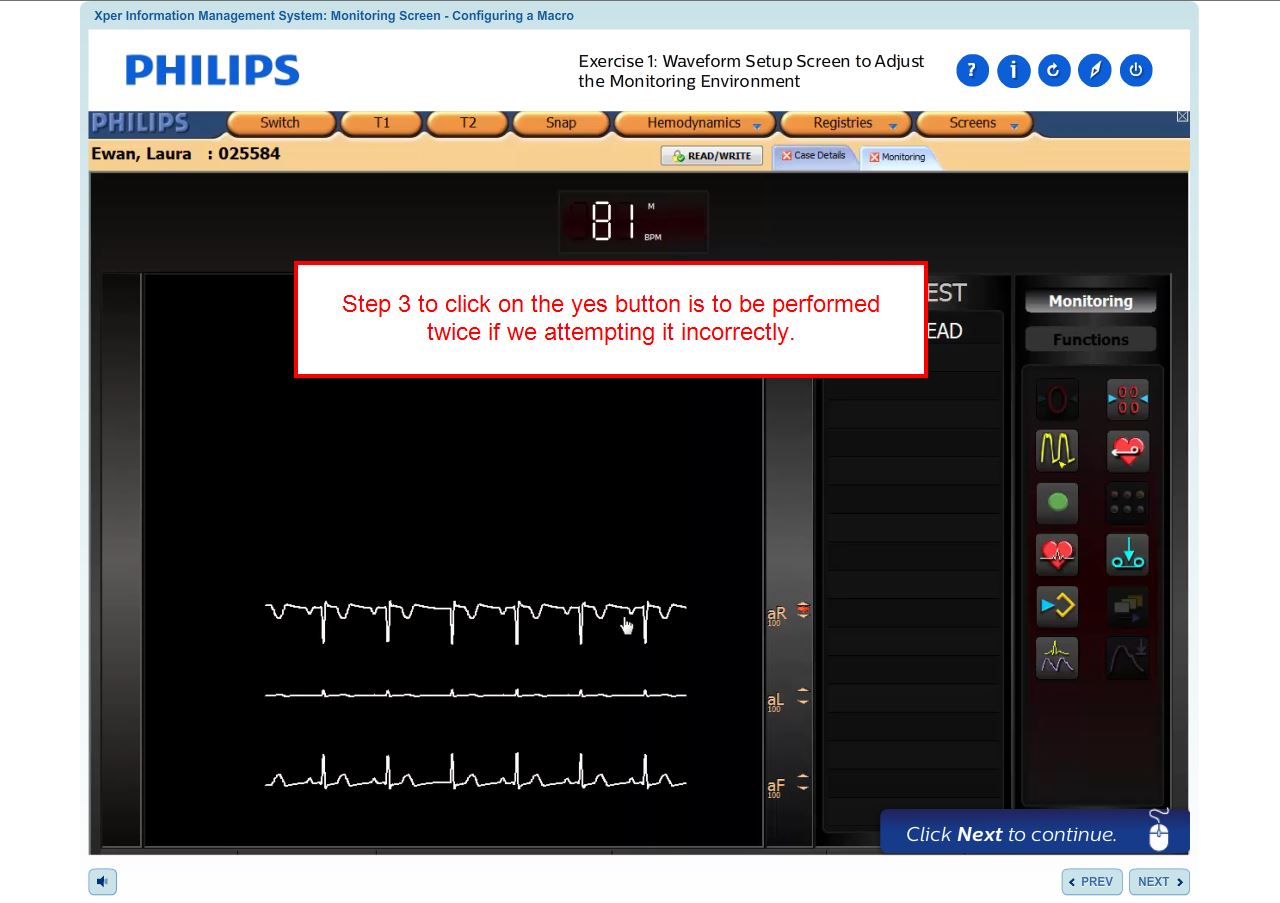 Xper Information Management System: Monitoring Screen - Configuring a Macro
PHILIPS
Exercise 1: Waveform Setup Screen to Adjust
the Monitoring Environment
PHILIPS
Switch
T1
T2
Snap
Hemodynamics
Registries
Screens
Ewan, Laura : 025584
READ/WRITE
Case Details
Monitoring
81
M
BPM
Step 3 to click on the yes button is to be performed
twice if we attempting it incorrectly.
EST
EAD
Monitoring
Functions
aR
100
aL
100
aF
100
Click Next to continue.
PREV
NEXT